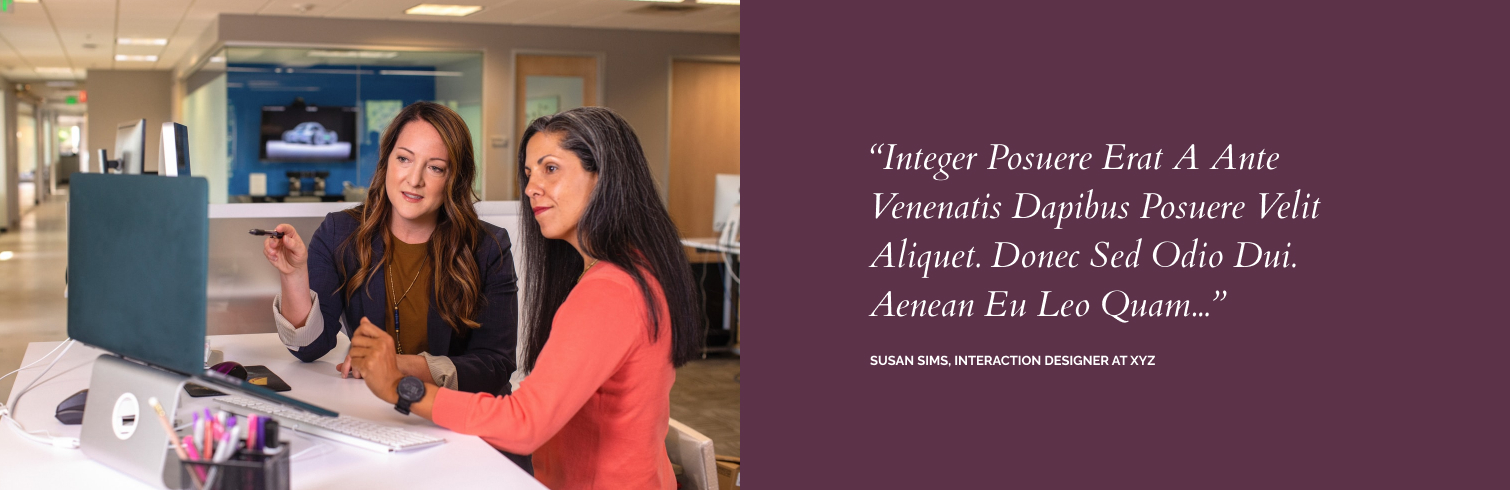 “Integer Posuere Erat A Ante
Venenatis Dapibus Posuere Velit
Aliquet. Donec Sed Odio Dui.
Aenean Eu Leo Quam...”
SUSAN SIMS, INTERACTION DESIGNER AT XYZ